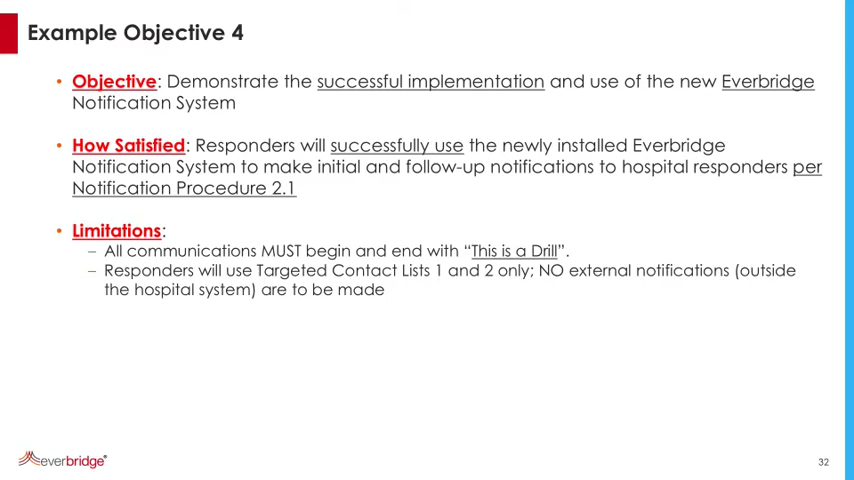 Example Objective 4
• Objective: Demonstrate the successful implementation and use of the new Everbridge
Notification System
• How Satisfied: Responders will successfully use the newly installed Everbridge
Notification System to make initial and follow-up notifications to hospital responders per
Notification Procedure 2.1
• Limitations:
– All communications MUST begin and end with “This is a Drill”.
– Responders will use Targeted Contact Lists 1 and 2 only; NO external notifications (outside
the hospital system) are to be made
everbridge®
32